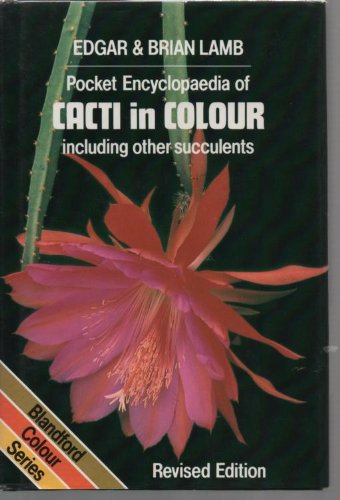 EDGAR & BRIAN LAMB
Pocket Encyclopaedia of
CACTI in COLOUR
including other succulents
Blandford
Colour
Series
Revised Edition